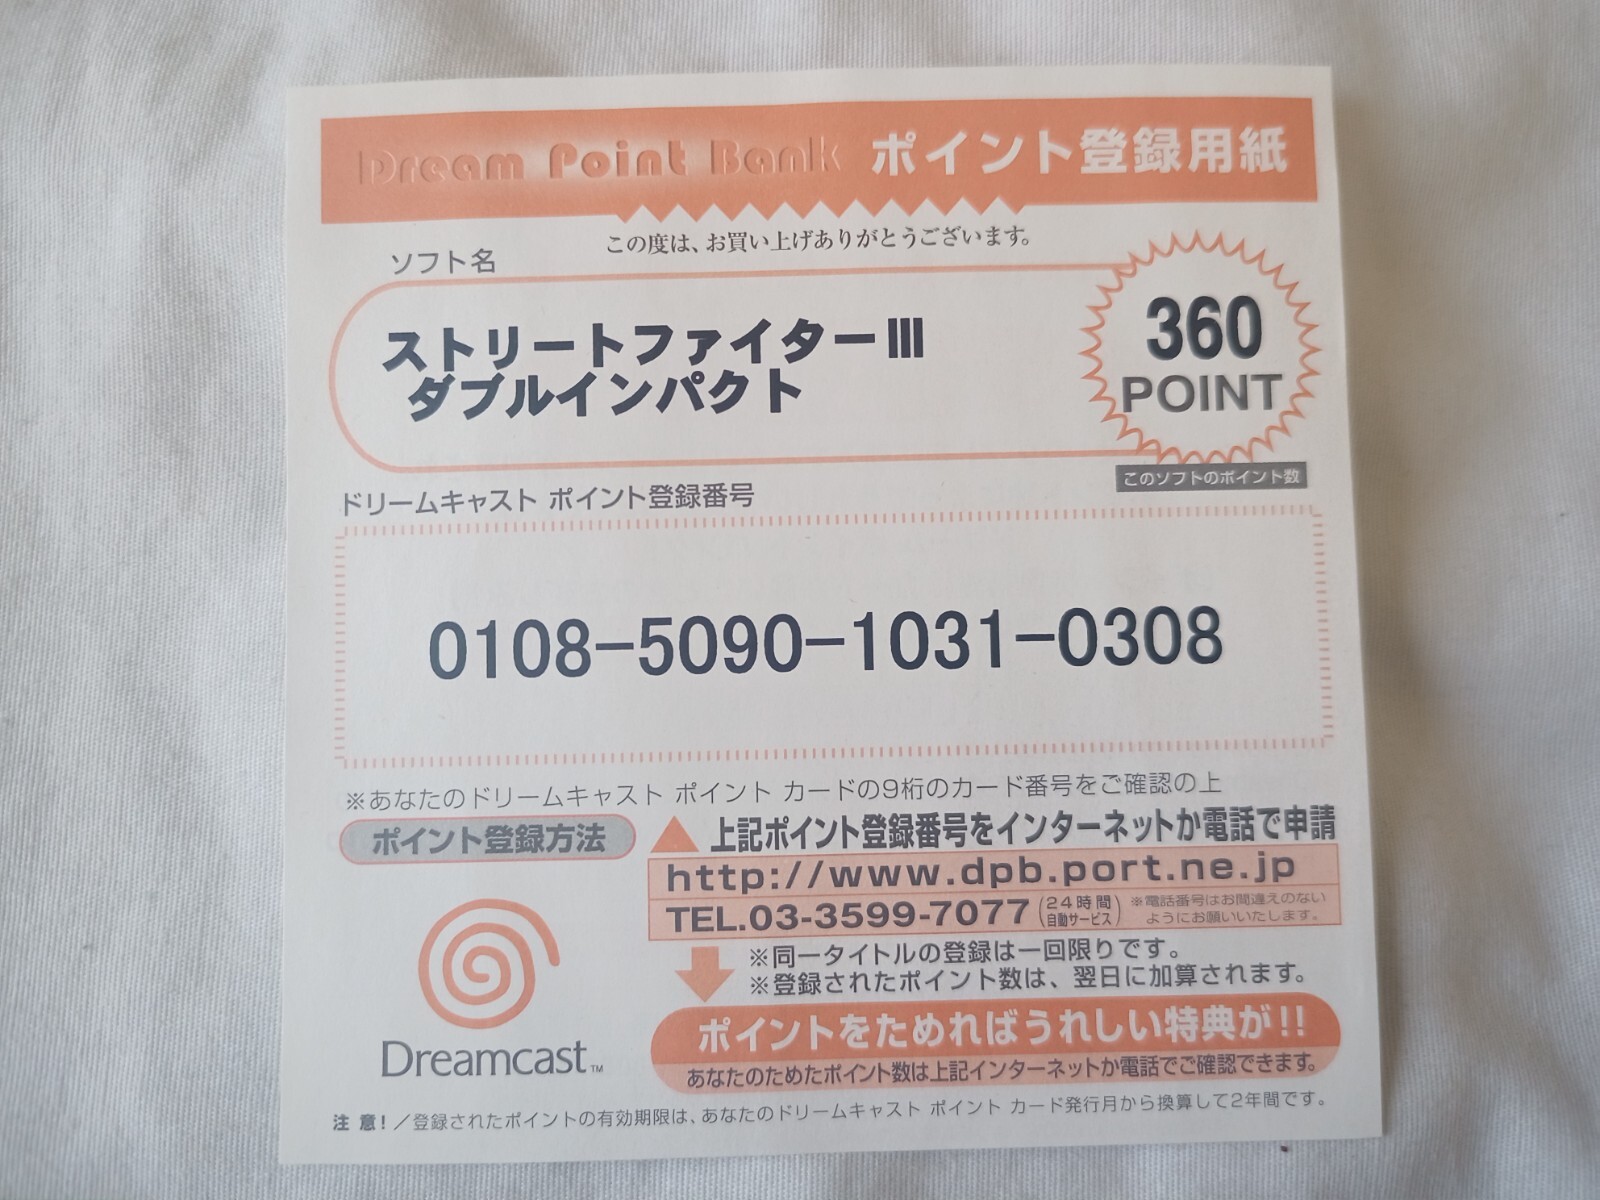 Dream Point Bank ポイント登録用紙
この度は、お買い上げありがとうございます。
ソフト名
ストリートファイターIII
ダブルインパクト
360
POINT
このソフトのポイント数
ドリームキャスト ポイント登録番号
0108-5090-1031-0308
※あなたのドリームキャスト ポイント カードの9桁のカード番号をご確認の上
ポイント登録方法
▲上記ポイント登録番号をインターネットか電話で申請
http://www.dpb.port.ne.jp
TEL.03-3599-7077(24時間自動サービス)
※電話番号はお間違えのない
ようにお願いいたします。
※同一タイトルの登録は一回限りです。
※登録されたポイント数は、翌日に加算されます。
ポイントをためればうれしい特典が!!
あなたのためたポイント数は上記インターネットか電話でご確認できます。
Dreamcast™
注 意!/登録されたポイントの有効期限は、あなたのドリームキャスト ポイント カード発行月から換算して2年間です。